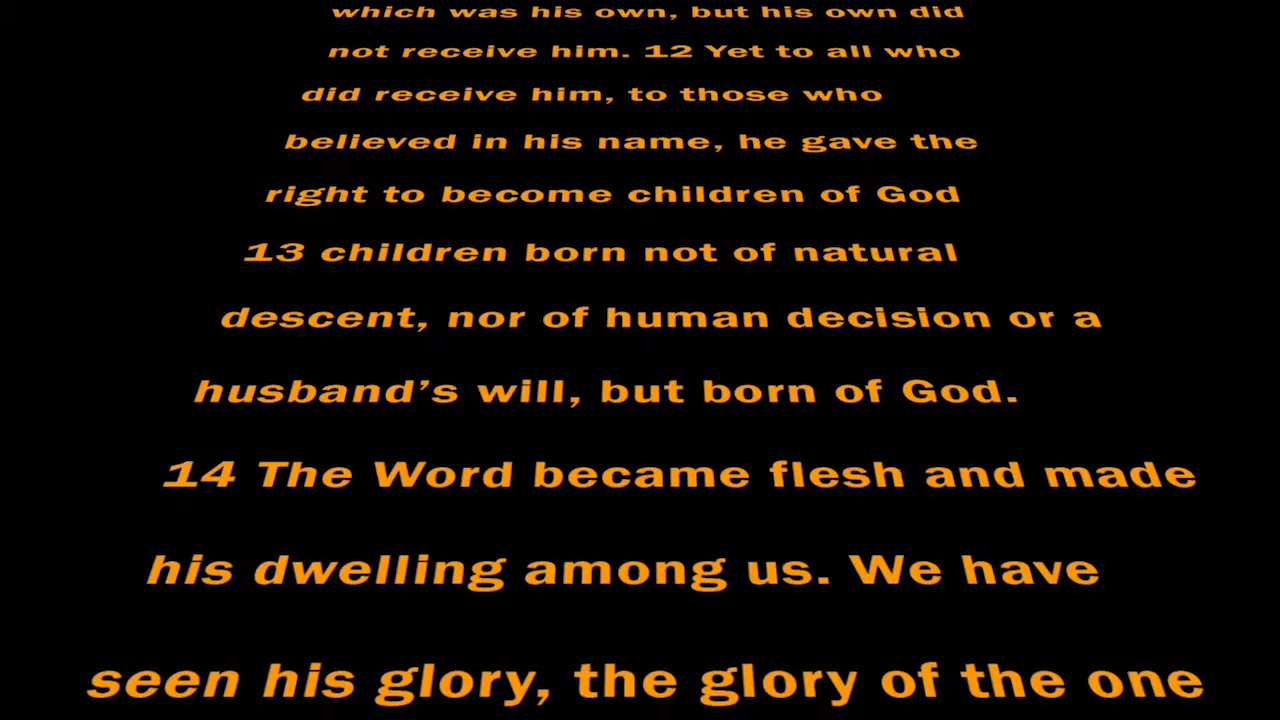 which was his own, but his own did
not receive him. 12 Yet to all who
did receive him, to those who
believed in his name, he gave the
right to become children of God
13 children born not of natural
descent, nor of human decision or a
husband’s will, but born of God.
14 The Word became flesh and made
his dwelling among us. We have
seen his glory, the glory of the one